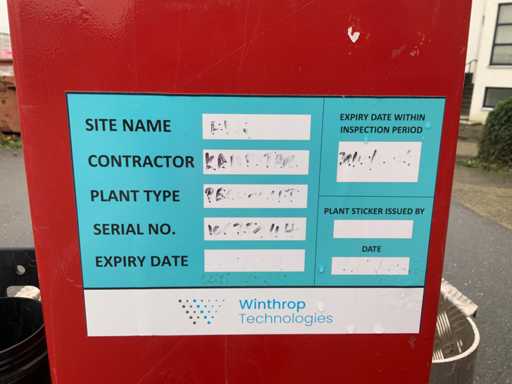 SITE NAME
CONTRACTOR
PLANT TYPE
SERIAL NO.
EXPIRY DATE
EXPIRY DATE WITHIN
INSPECTION PERIOD
PLANT STICKER ISSUED BY
DATE
Winthrop
Technologies